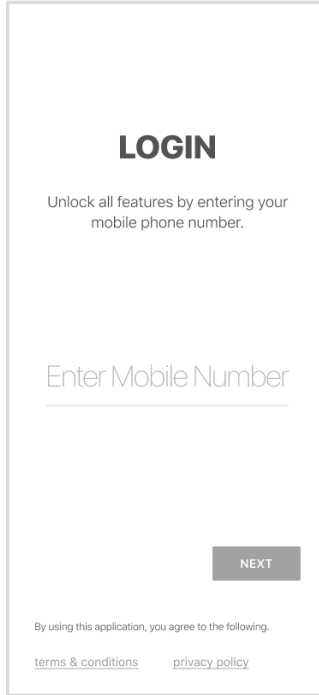 LOGIN
Unlock all features by entering your
mobile phone number.
Enter Mobile Number
NEXT
By using this application, you agree to the following.
terms & conditions privacy policy